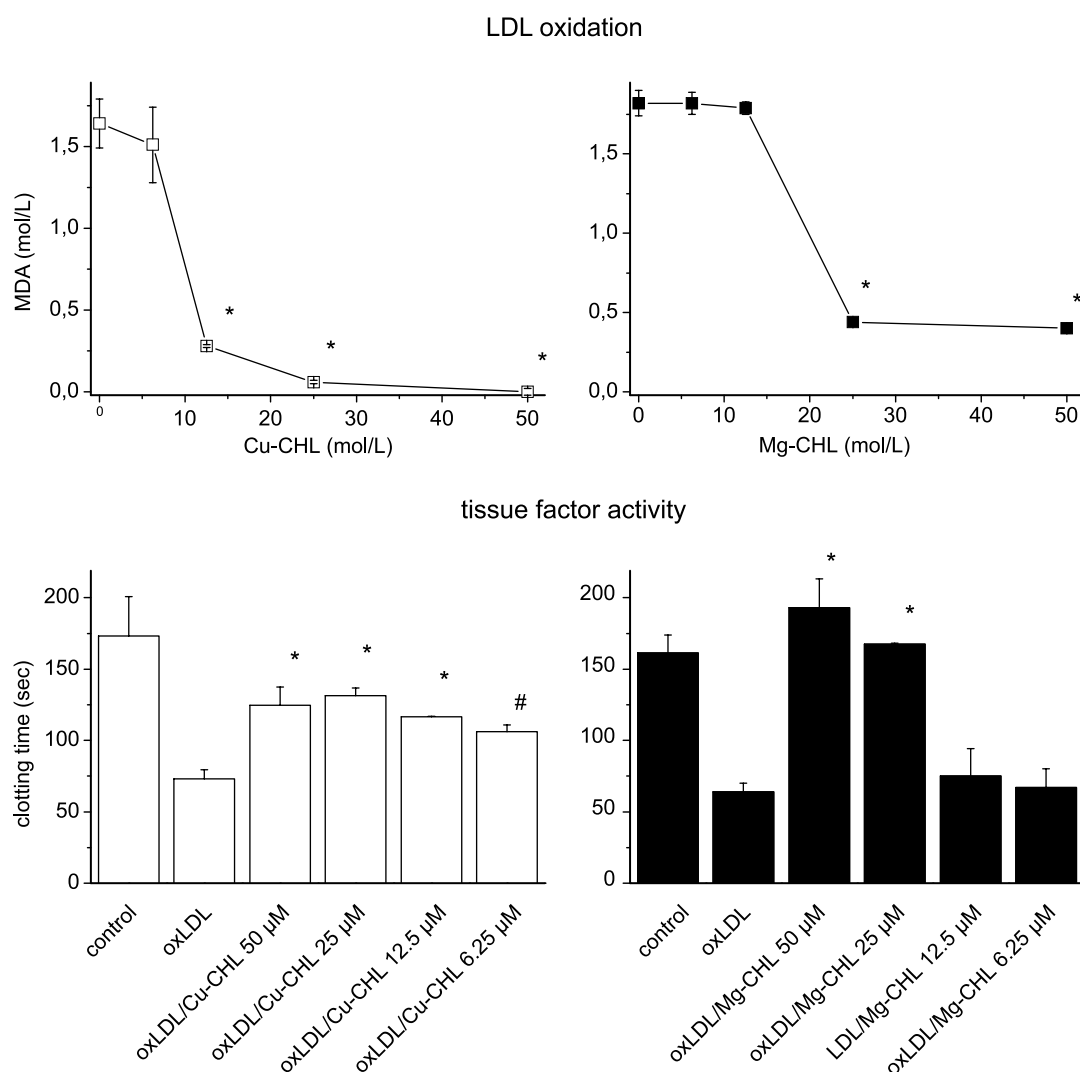 LDL oxidation
MDA (mol/L)
1,5
1,0
0,5
0,0
*
*
*
0 10 20 30 40 50
Cu-CHL (mol/L)
1,5
1,0
0,5
0,0
*
*
0 10 20 30 40 50
Mg-CHL (mol/L)
tissue factor activity
clotting time (sec)
200
150
100
50
0
*
*
*
#
control
oxLDL
oxLDL/Cu-CHL 50 µM
oxLDL/Cu-CHL 25 µM
oxLDL/Cu-CHL 12.5 µM
oxLDL/Cu-CHL 6.25 µM
200
150
100
50
0
*
*
control
oxLDL
oxLDL/Mg-CHL 50 µM
oxLDL/Mg-CHL 25 µM
LDL/Mg-CHL 12.5 µM
oxLDL/Mg-CHL 6.25 µM